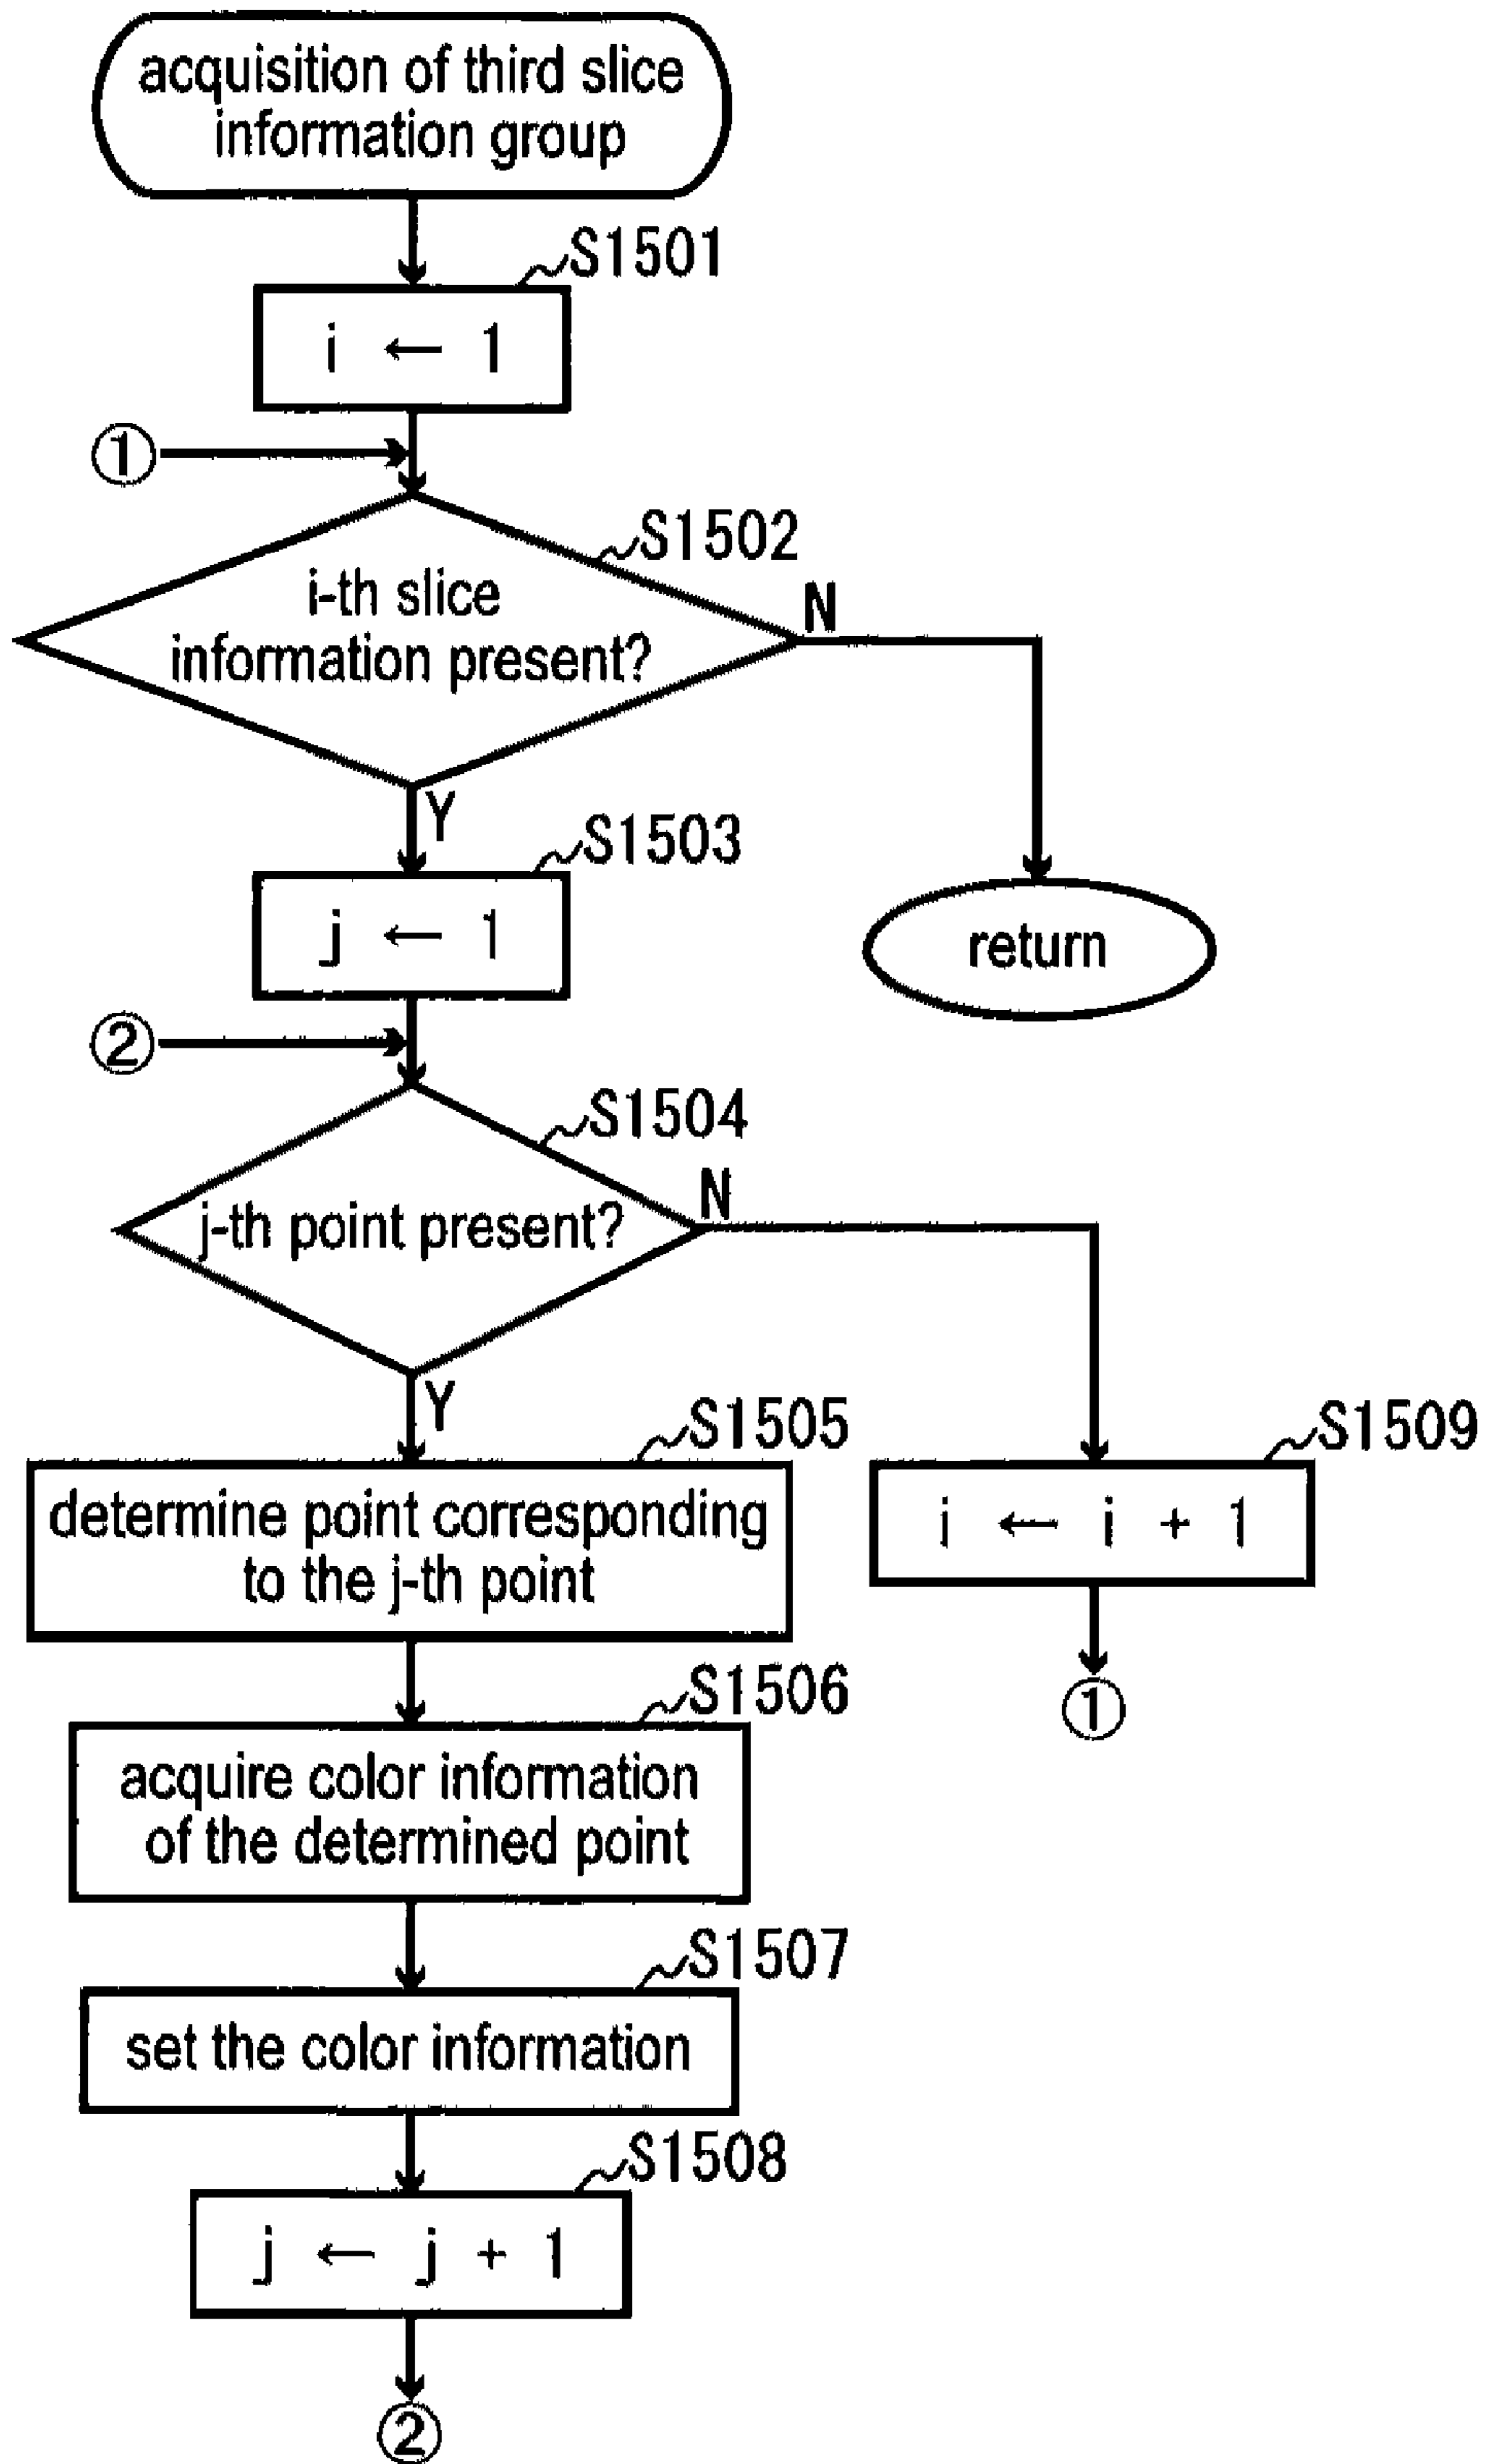 acquisition of third slice
information group
S1501
i ← 1
①
S1502
i-th slice
information present?
N
Y
S1503
j ← 1
return
②
S1504
j-th point present?
N
Y
S1505
determine point corresponding
to the j-th point
S1509
i ← i + 1
①
S1506
acquire color information
of the determined point
S1507
set the color information
S1508
j ← j + 1
②